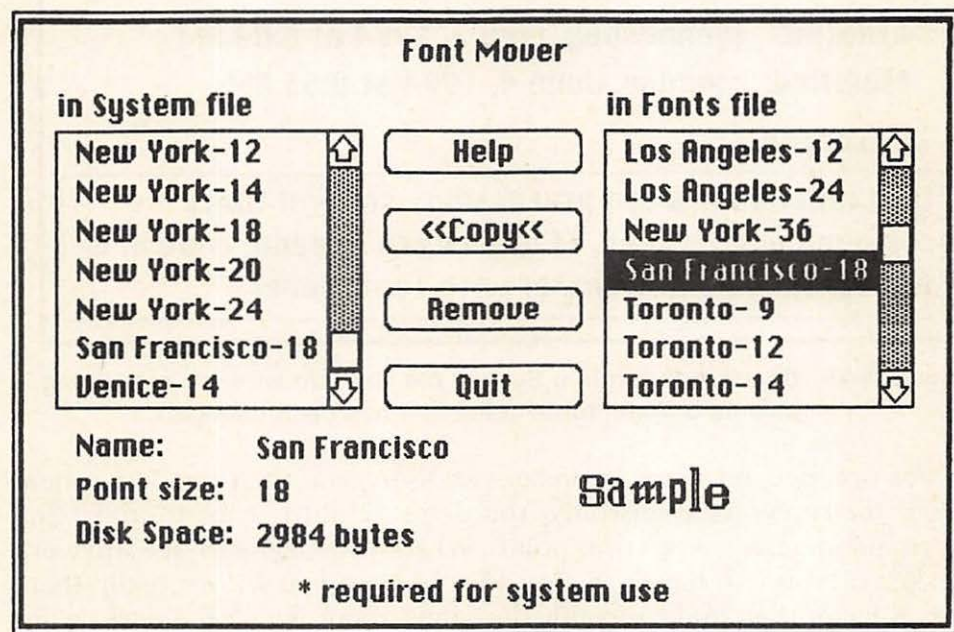 Font Mover
in System file
in Fonts file
New York-12
New York-14
New York-18
New York-20
New York-24
San Francisco-18
Venice-14
Help
«Copy«
Remove
Quit
Los Angeles-12
Los Angeles-24
New York-36
San Francisco-18
Toronto- 9
Toronto-12
Toronto-14
Name: San Francisco
Point size: 18
Disk Space: 2984 bytes
Sample
* required for system use